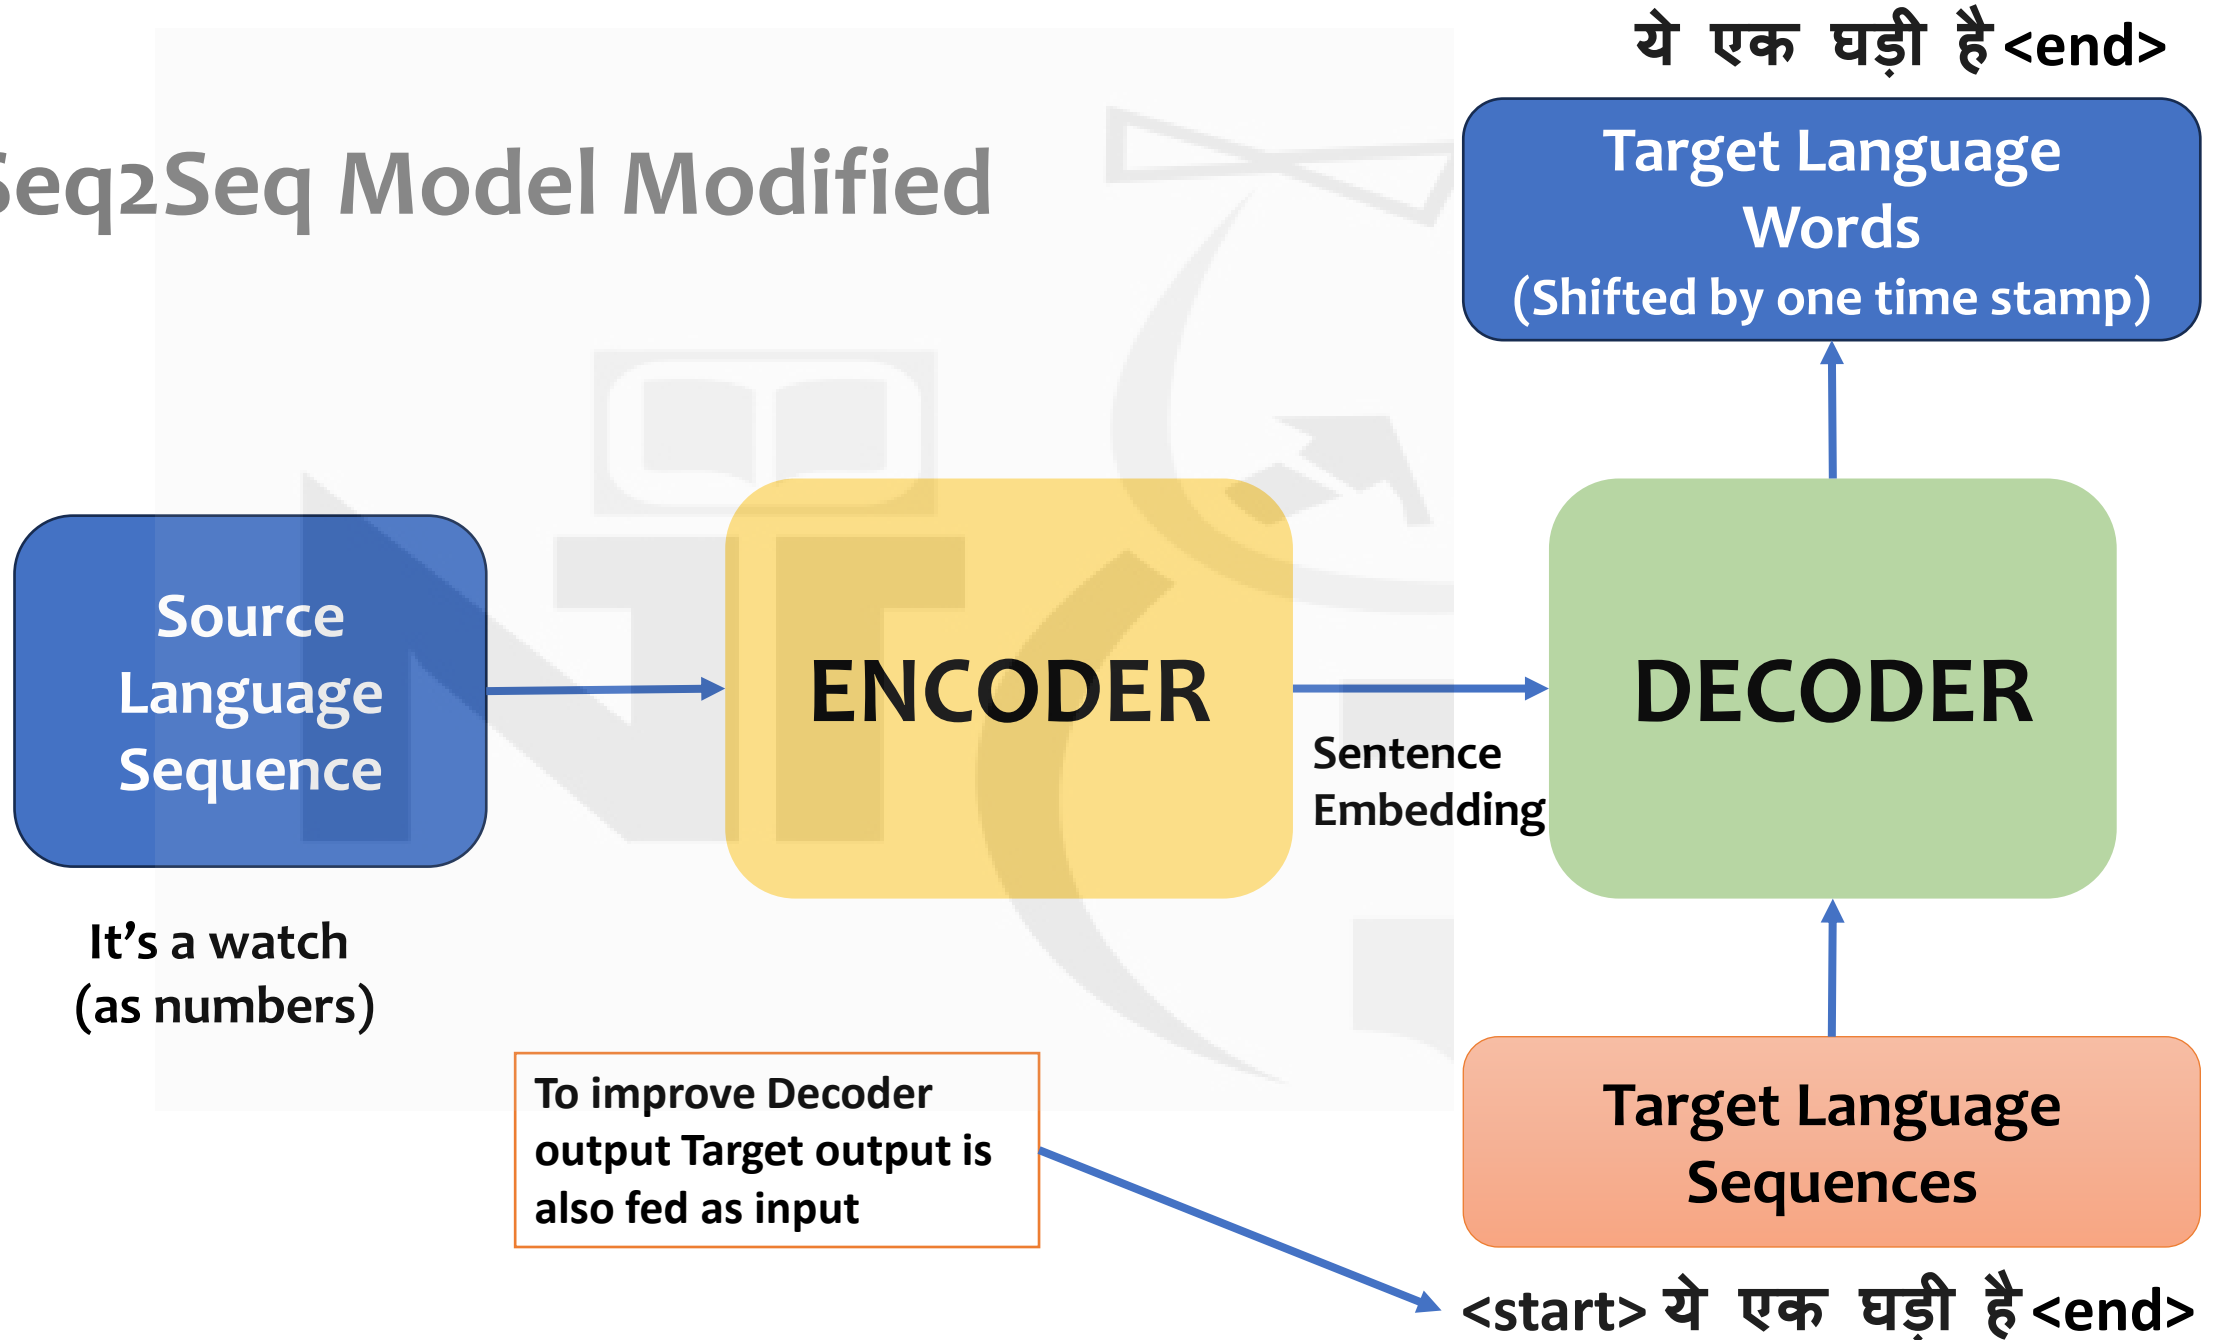 Seq2Seq Model Modified
ये एक घड़ी है <end>
Target Language
Words
(Shifted by one time stamp)
Source
Language
Sequence
ENCODER
DECODER
Sentence
Embedding
It’s a watch
(as numbers)
To improve Decoder
output Target output is
also fed as input
Target Language
Sequences
<start> ये एक घड़ी है <end>